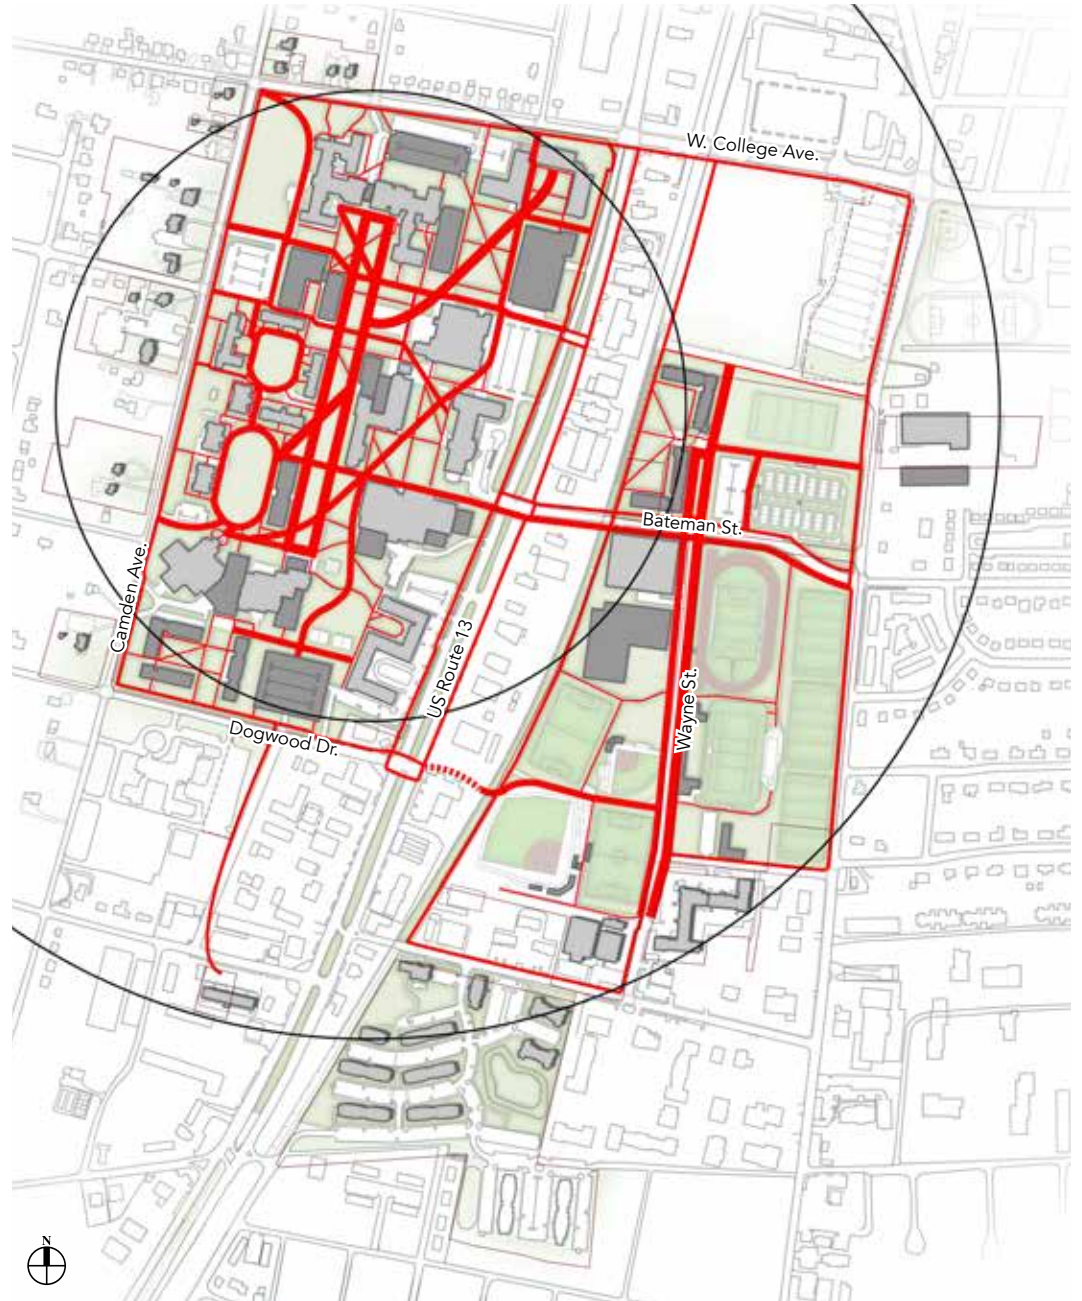 W. College Ave.
Bateman St.
Camden Ave.
US Route 13
Wayne St.
Dogwood Dr.
N